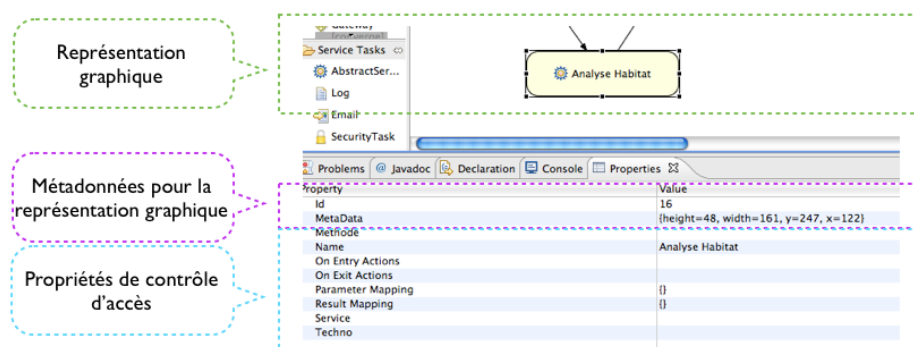 Gateway
[converge]
Service Tasks
AbstractSer...
Log
Email
SecurityTask
Analyse Habitat
Représentation
graphique
Problems @ Javadoc Declaration Console Properties
Property Value
Id 16
MetaData {height=48, width=161, y=247, x=122}
Methode
Name Analyse Habitat
On Entry Actions
On Exit Actions
Parameter Mapping {}
Result Mapping {}
Service
Techno
Métadonnées pour la
représentation graphique
Propriétés de contrôle
d'accès